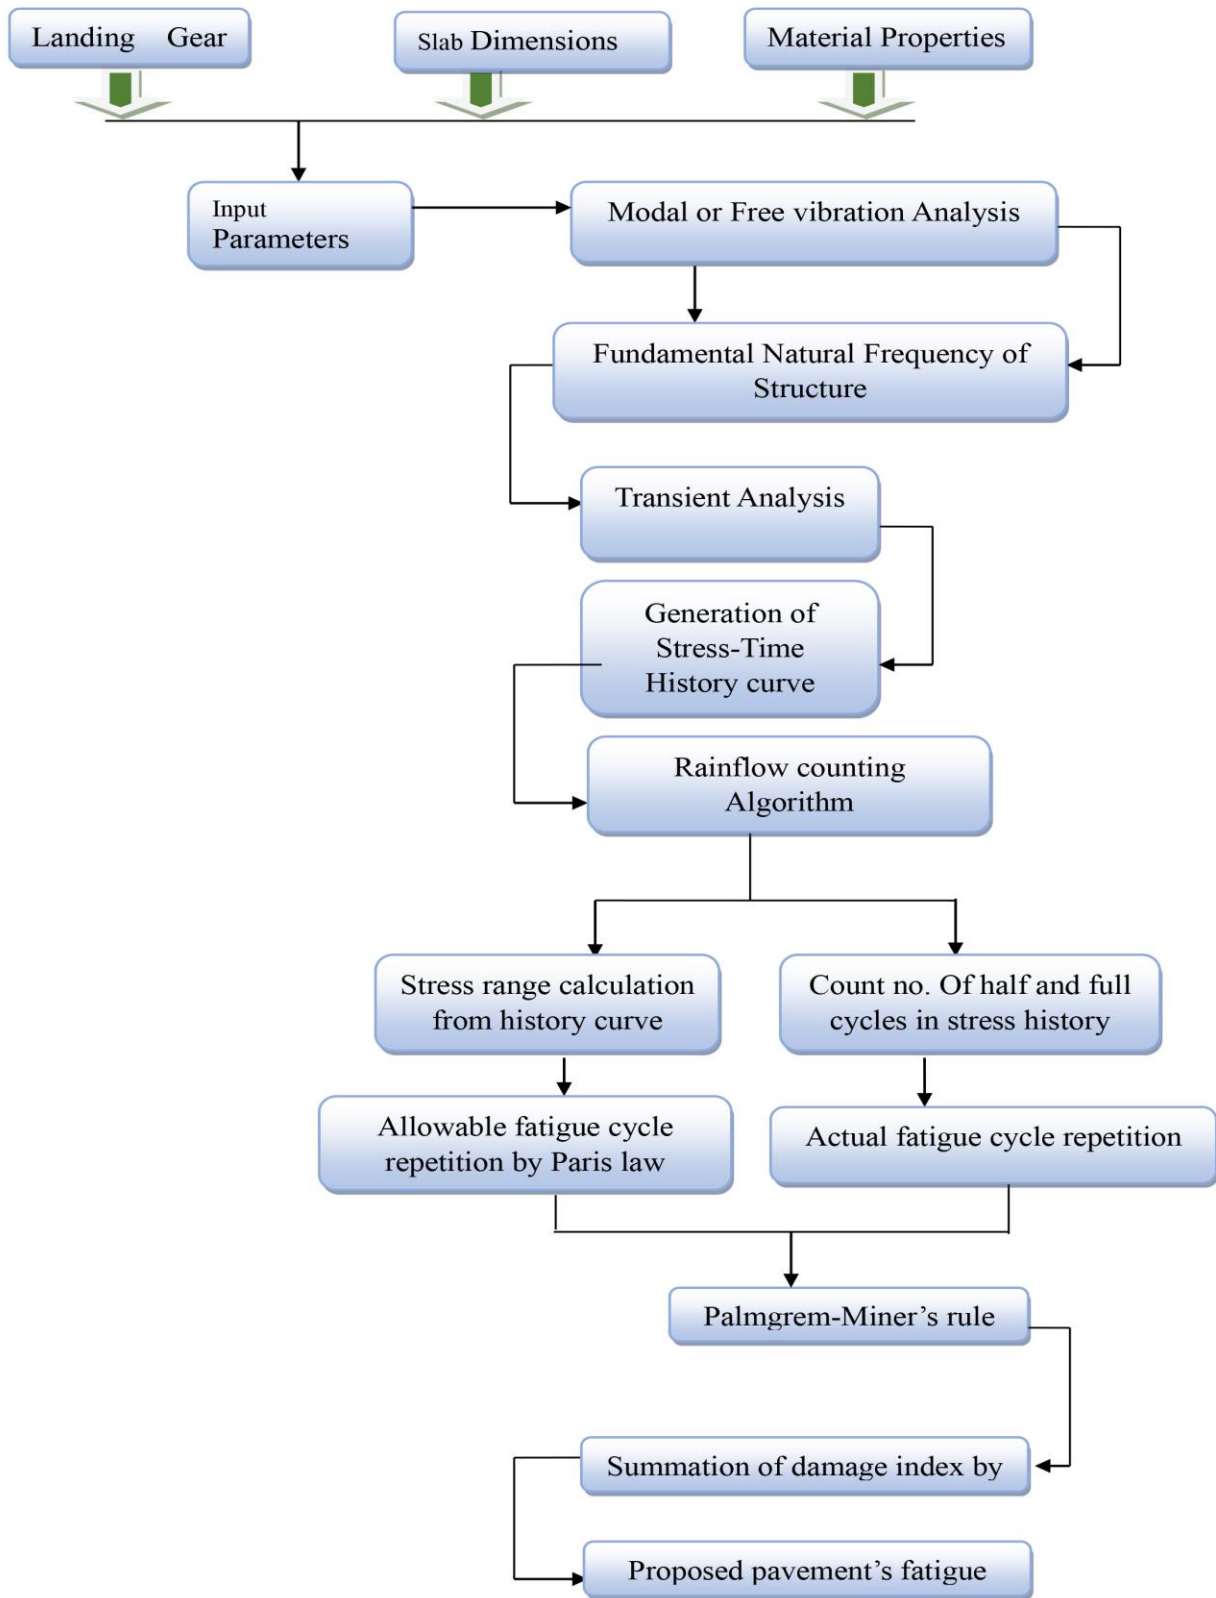 Landing Gear
Slab Dimensions
Material Properties
Input
Parameters
Modal or Free vibration Analysis
Fundamental Natural Frequency of
Structure
Transient Analysis
Generation of
Stress-Time
History curve
Rainflow counting
Algorithm
Stress range calculation
from history curve
Count no. Of half and full
cycles in stress history
Allowable fatigue cycle
repetition by Paris law
Actual fatigue cycle repetition
Palmgrem-Miner’s rule
Summation of damage index by
Proposed pavement’s fatigue